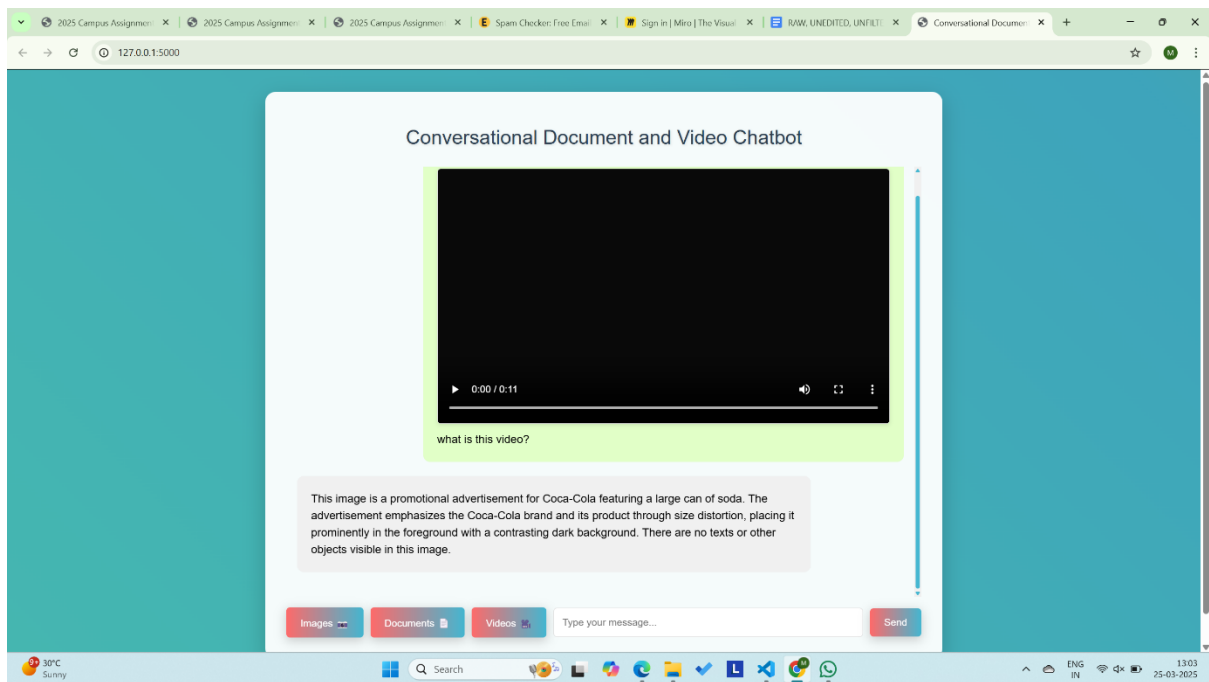 2025 Campus Assignmen
2025 Campus Assignmen
2025 Campus Assignmen
Spam Checker: Free Email
Sign in | Miro | The Visual
RAW, UNEDITED, UNFILT
Conversational Documen
127.0.0.1:5000
M
Conversational Document and Video Chatbot
0:00 / 0:11
what is this video?
This image is a promotional advertisement for Coca-Cola featuring a large can of soda. The
advertisement emphasizes the Coca-Cola brand and its product through size distortion, placing it
prominently in the foreground with a contrasting dark background. There are no texts or other
objects visible in this image.
Images
Documents
Videos
Type your message...
Send
9+
30°C
Sunny
Search
L
ENG
IN
13:03
25-03-2025